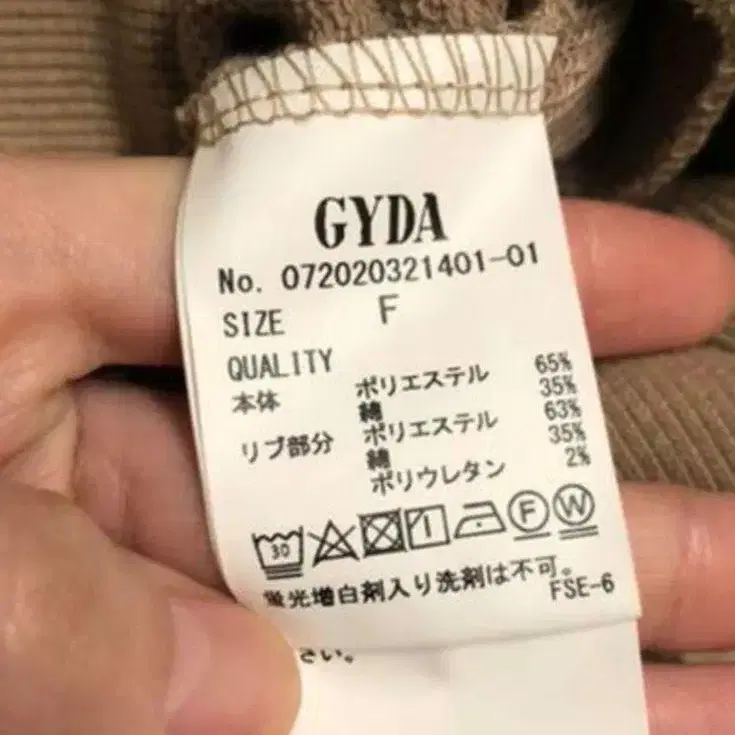 GYDA
No. 072020321401-01
SIZE F
QUALITY
本体 ポリエステル 65%
綿 35%
リブ部分 ポリエステル 63%
綿 35%
ポリウレタン 2%
30 F W
蛍光増白剤入り洗剤は不可。
FSE-6
さい。